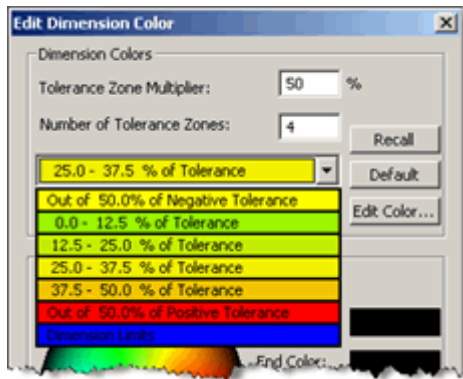 Edit Dimension Color
Dimension Colors
Tolerance Zone Multiplier: 50 %
Number of Tolerance Zones: 4
Recall
25.0 - 37.5 % of Tolerance
Default
Out of 50.0% of Negative Tolerance
Edit Color...
0.0 - 12.5 % of Tolerance
12.5 - 25.0 % of Tolerance
25.0 - 37.5 % of Tolerance
37.5 - 50.0 % of Tolerance
Out of 50.0% of Positive Tolerance
Dimension Limits
End Color: